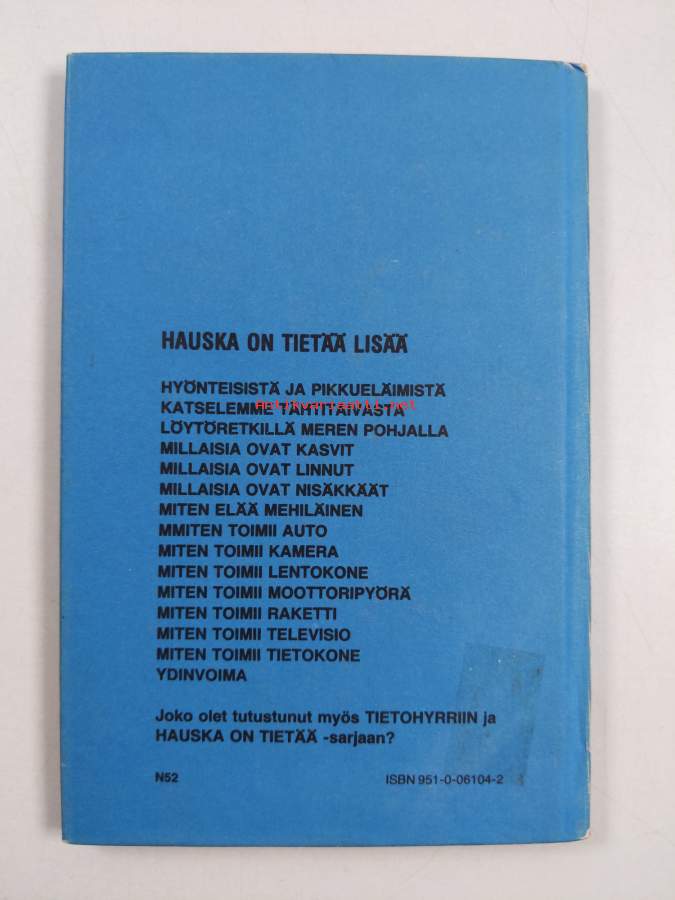 HAUSKA ON TIETÄÄ LISÄÄ
HYÖNTEISISTÄ JA PIKKUELÄIMISTÄ
KATSELEMME TÄHTITAIVASTA
Antikvariaatti.net
LÖYTÖRETKILLÄ MEREN POHJALLA
MILLAISIA OVAT KASVIT
MILLAISIA OVAT LINNUT
MILLAISIA OVAT NISÄKKÄÄT
MITEN ELÄÄ MEHILÄINEN
MMITEN TOIMII AUTO
MITEN TOIMII KAMERA
MITEN TOIMII LENTOKONE
MITEN TOIMII MOOTTORIPYÖRÄ
MITEN TOIMII RAKETTI
MITEN TOIMII TELEVISIO
MITEN TOIMII TIETOKONE
YDINVOIMA
Joko olet tutustunut myös TIETOHYRRIIN ja
HAUSKA ON TIETÄÄ -sarjaan?
N52 ISBN 951-0-06104-2